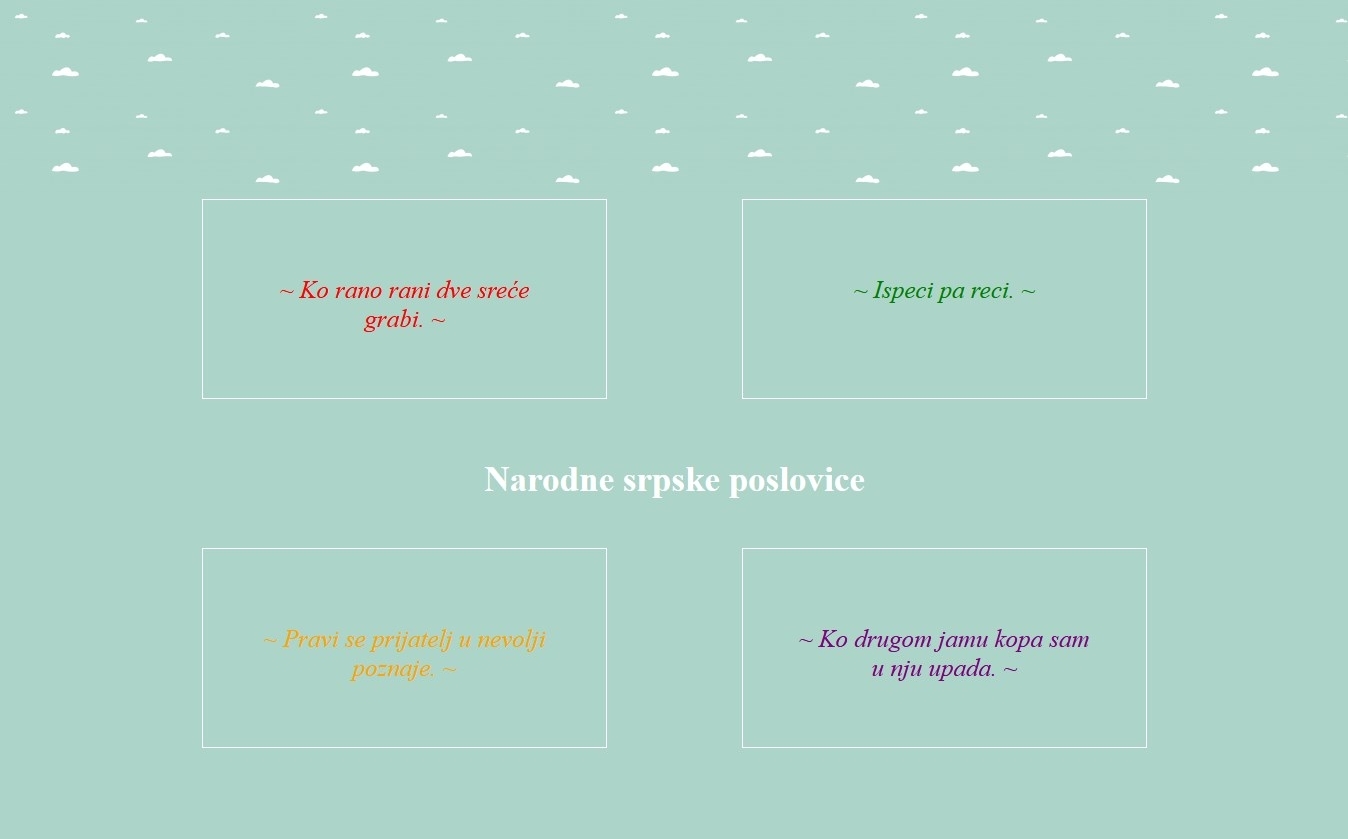 ~ Ko rano rani dve sreće
grabi. ~
~ Ispeci pa reci. ~
Narodne srpske poslovice
~ Pravi se prijatelj u nevolji
poznaje. ~
~ Ko drugom jamu kopa sam
u nju upada. ~